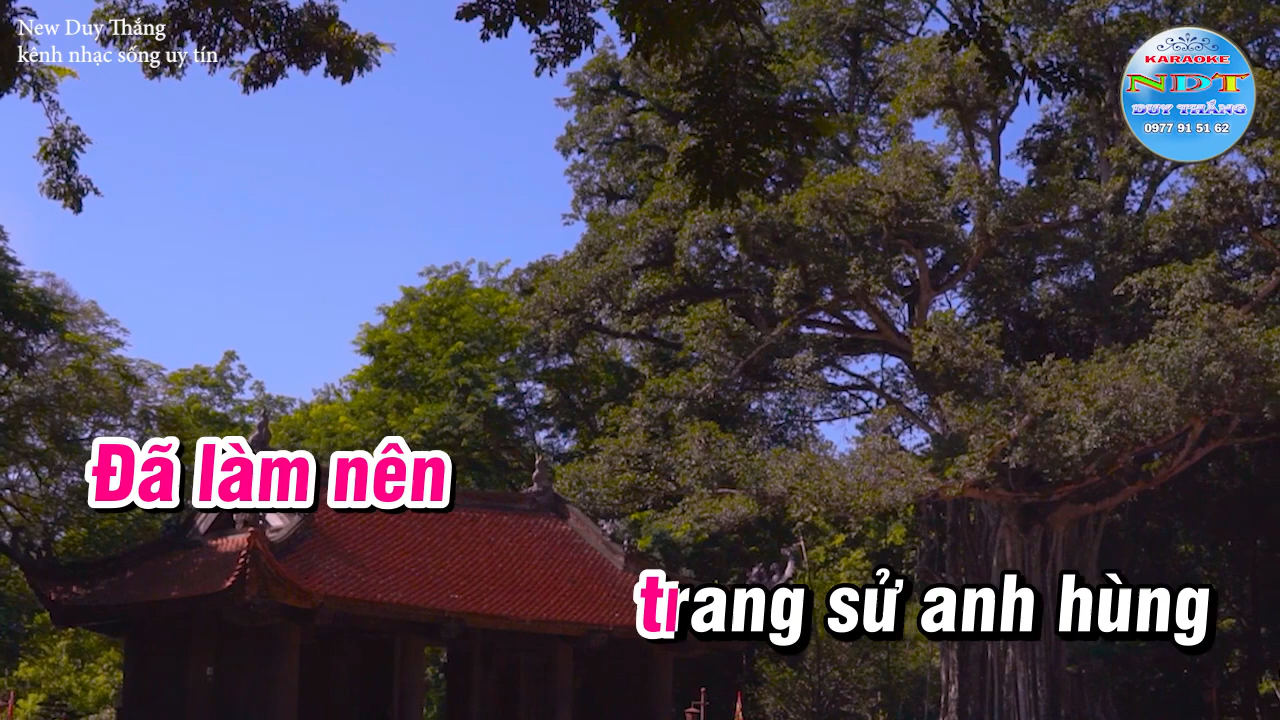 New Duy Thắng
kênh nhạc sống uy tín
KARAOKE
NDT
DUY THẮNG
0977 91 51 62
Đã làm nên
trang sử anh hùng